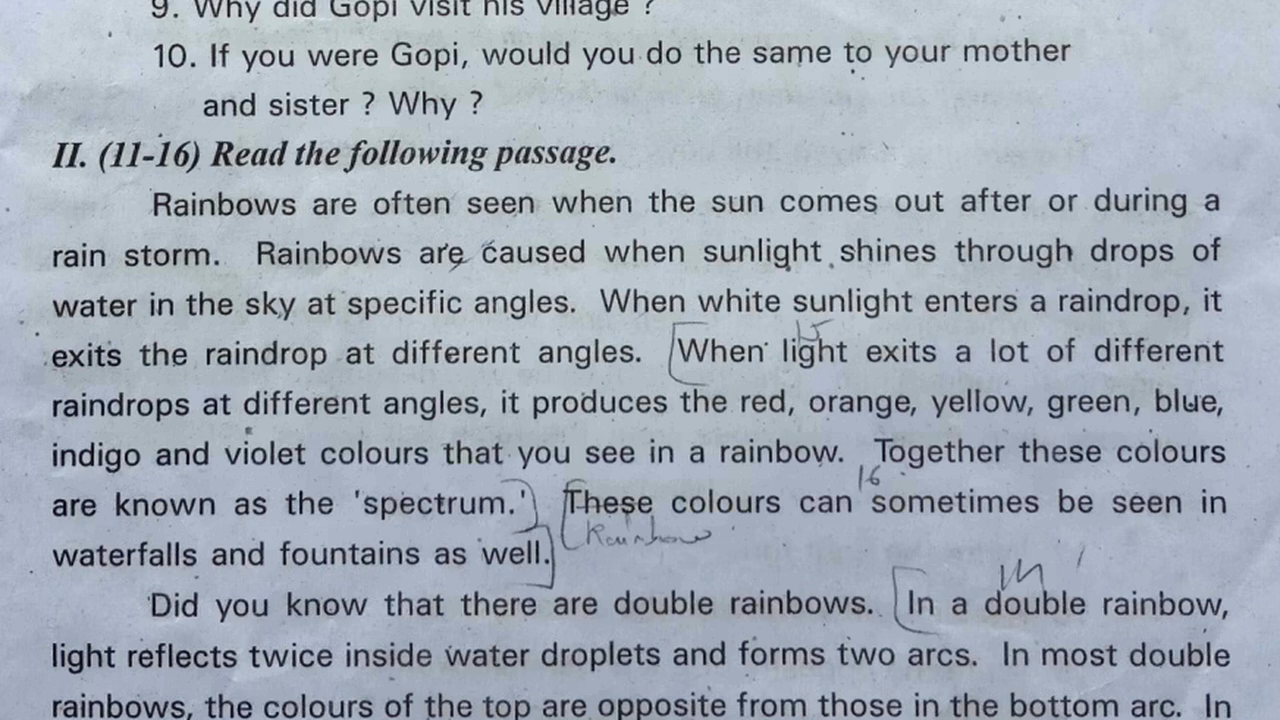 9. Why did Gopi visit his village ?
10. If you were Gopi, would you do the same to your mother
and sister ? Why ?
II. (11-16) Read the following passage.
Rainbows are often seen when the sun comes out after or during a
rain storm. Rainbows are caused when sunlight shines through drops of
water in the sky at specific angles. When white sunlight enters a raindrop, it
15
exits the raindrop at different angles. [When light exits a lot of different
raindrops at different angles, it produces the red, orange, yellow, green, blue,
indigo and violet colours that you see in a rainbow. Together these colours
16
are known as the 'spectrum.'] [These colours can sometimes be seen in
Rainbow
waterfalls and fountains as well.]
Did you know that there are double rainbows. [In a double rainbow,
light reflects twice inside water droplets and forms two arcs. In most double
rainbows, the colours of the top are opposite from those in the bottom arc. In